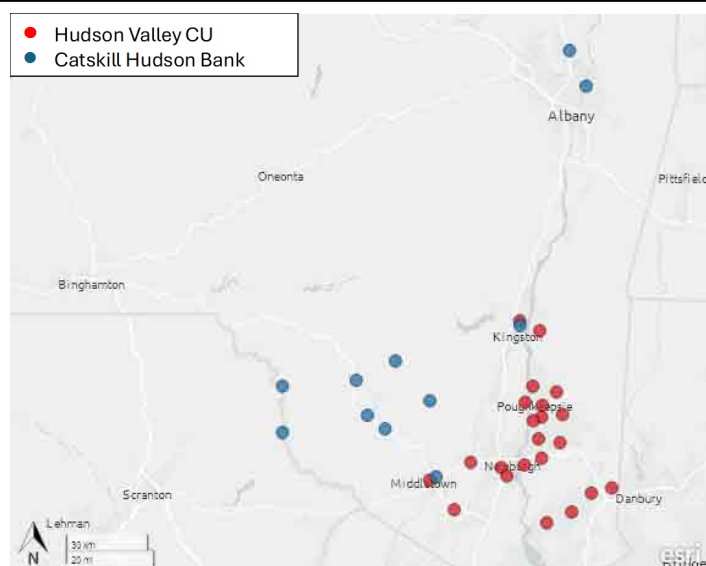 Hudson Valley CU
Catskill Hudson Bank
Albany
Oneonta
Pittsfield
Binghamton
Kingston
Poughkeepsie
Newburgh
Middletown
Scranton
Danbury
Lehman
30 km
N
20 mi
esri